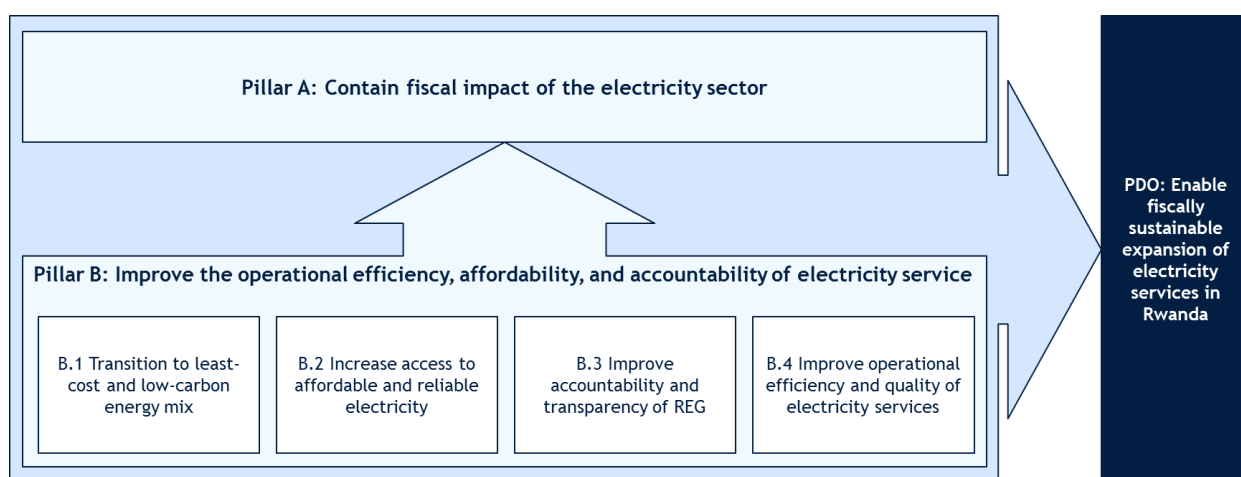 Pillar A: Contain fiscal impact of the electricity sector
Pillar B: Improve the operational efficiency, affordability, and accountability of electricity service
B.1 Transition to least-
cost and low-carbon
energy mix
B.2 Increase access to
affordable and reliable
electricity
B.3 Improve
accountability and
transparency of REG
B.4 Improve operational
efficiency and quality of
electricity services
PDO: Enable
fiscally
sustainable
expansion of
electricity
services in
Rwanda